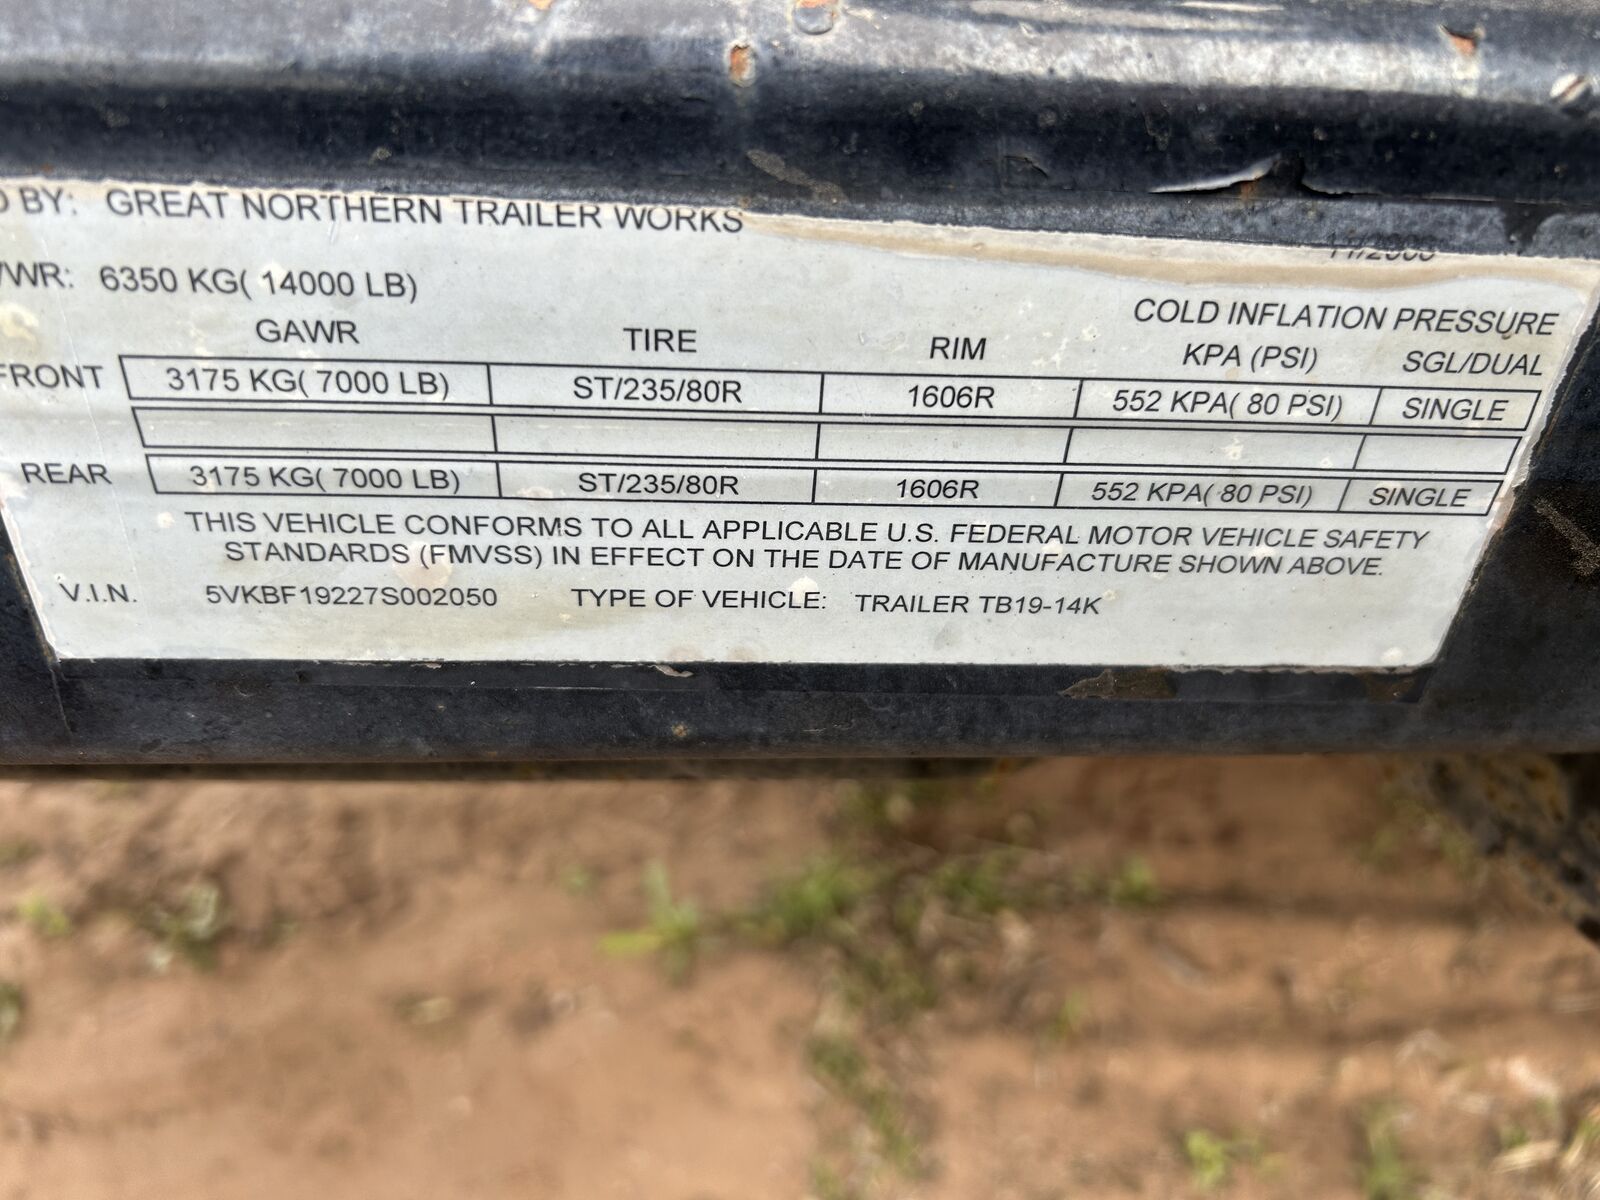 BY: GREAT NORTHERN TRAILER WORKS
6350 KG( 14000 LB)
COLD INFLATION PRESSURE
GAWR TIRE RIM KPA (PSI) SGL/DUAL
FRONT 3175 KG( 7000 LB) ST/235/80R 1606R 552 KPA( 80 PSI) SINGLE
REAR 3175 KG( 7000 LB) ST/235/80R 1606R 552 KPA( 80 PSI) SINGLE
THIS VEHICLE CONFORMS TO ALL APPLICABLE U.S. FEDERAL MOTOR VEHICLE SAFETY
STANDARDS (FMVSS) IN EFFECT ON THE DATE OF MANUFACTURE SHOWN ABOVE.
V.I.N. 5VKBF19227S002050 TYPE OF VEHICLE: TRAILER TB19-14K